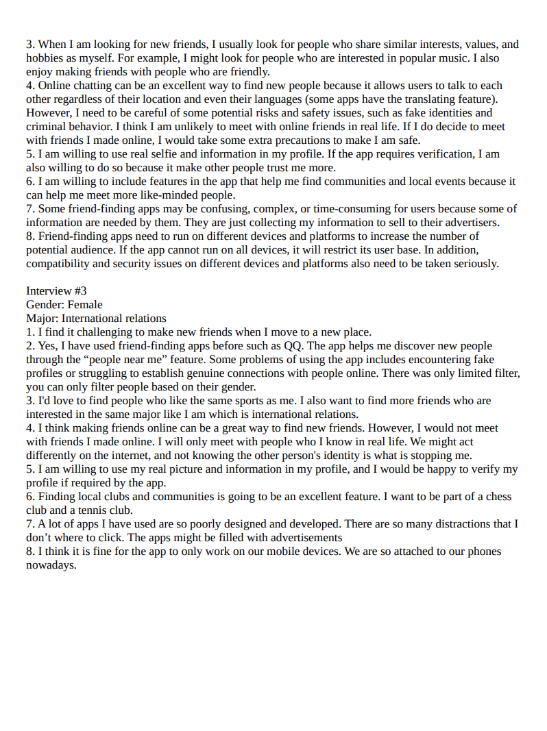 3. When I am looking for new friends, I usually look for people who share similar interests, values, and
hobbies as myself. For example, I might look for people who are interested in popular music. I also
enjoy making friends with people who are friendly.
4. Online chatting can be an excellent way to find new people because it allows users to talk to each
other regardless of their location and even their languages (some apps have the translating feature).
However, I need to be careful of some potential risks and safety issues, such as fake identities and
criminal behavior. I think I am unlikely to meet with online friends in real life. If I do decide to meet
with friends I made online, I would take some extra precautions to make I am safe.
5. I am willing to use real selfie and information in my profile. If the app requires verification, I am
also willing to do so because it make other people trust me more.
6. I am willing to include features in the app that help me find communities and local events because it
can help me meet more like-minded people.
7. Some friend-finding apps may be confusing, complex, or time-consuming for users because some of
information are needed by them. They are just collecting my information to sell to their advertisers.
8. Friend-finding apps need to run on different devices and platforms to increase the number of
potential audience. If the app cannot run on all devices, it will restrict its user base. In addition,
compatibility and security issues on different devices and platforms also need to be taken seriously.
Interview #3
Gender: Female
Major: International relations
1. I find it challenging to make new friends when I move to a new place.
2. Yes, I have used friend-finding apps before such as QQ. The app helps me discover new people
through the “people near me” feature. Some problems of using the app includes encountering fake
profiles or struggling to establish genuine connections with people online. There was only limited filter,
you can only filter people based on their gender.
3. I'd love to find people who like the same sports as me. I also want to find more friends who are
interested in the same major like I am which is international relations.
4. I think making friends online can be a great way to find new friends. However, I would not meet
with friends I made online. I will only meet with people who I know in real life. We might act
differently on the internet, and not knowing the other person's identity is what is stopping me.
5. I am willing to use my real picture and information in my profile, and I would be happy to verify my
profile if required by the app.
6. Finding local clubs and communities is going to be an excellent feature. I want to be part of a chess
club and a tennis club.
7. A lot of apps I have used are so poorly designed and developed. There are so many distractions that I
don’t where to click. The apps might be filled with advertisements
8. I think it is fine for the app to only work on our mobile devices. We are so attached to our phones
nowadays.